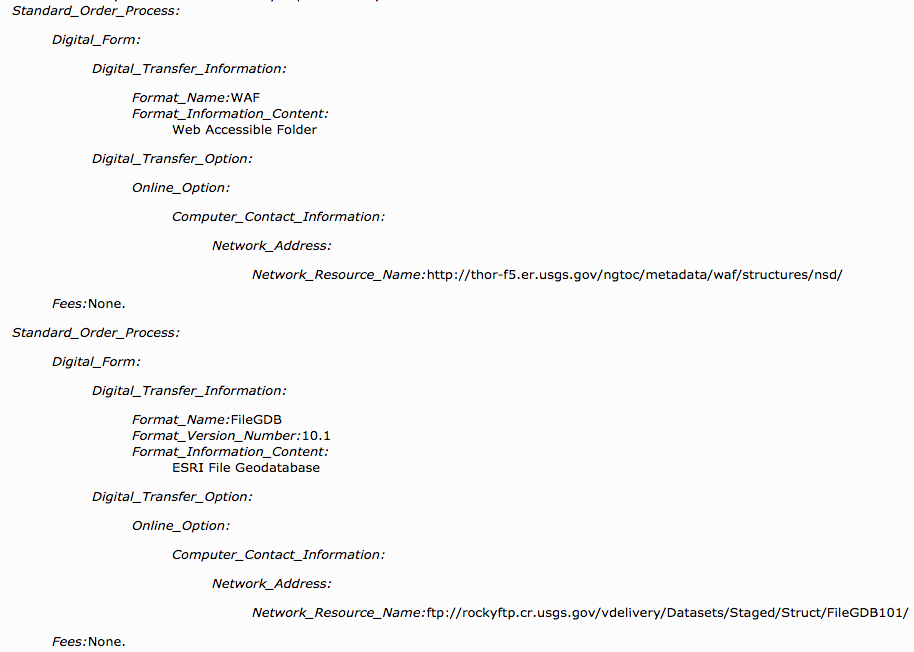 Standard_Order_Process:
Digital_Form:
Digital_Transfer_Information:
Format_Name:WAF
Format_Information_Content:
Web Accessible Folder
Digital_Transfer_Option:
Online_Option:
Computer_Contact_Information:
Network_Address:
Network_Resource_Name:http://thor-f5.er.usgs.gov/ngtoc/metadata/waf/structures/nsd/
Fees:None.
Standard_Order_Process:
Digital_Form:
Digital_Transfer_Information:
Format_Name:FileGDB
Format_Version_Number:10.1
Format_Information_Content:
ESRI File Geodatabase
Digital_Transfer_Option:
Online_Option:
Computer_Contact_Information:
Network_Address:
Network_Resource_Name:ftp://rockyftp.cr.usgs.gov/vdelivery/Datasets/Staged/Struct/FileGDB101/
Fees:None.